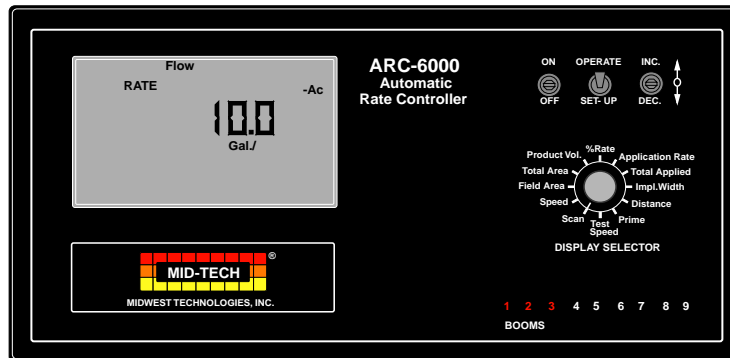 Flow
RATE
-Ac
10.0
Gal./
ARC-6000
Automatic
Rate Controller
ON
OFF
OPERATE
SET- UP
INC.
DEC.
%Rate
Product Vol.
Application Rate
Total Area
Total Applied
Field Area
Impl.Width
Speed
Distance
Scan
Test
Speed
Prime
DISPLAY SELECTOR
MID-TECH ®
MIDWEST TECHNOLOGIES, INC.
1 2 3 4 5 6 7 8 9
BOOMS